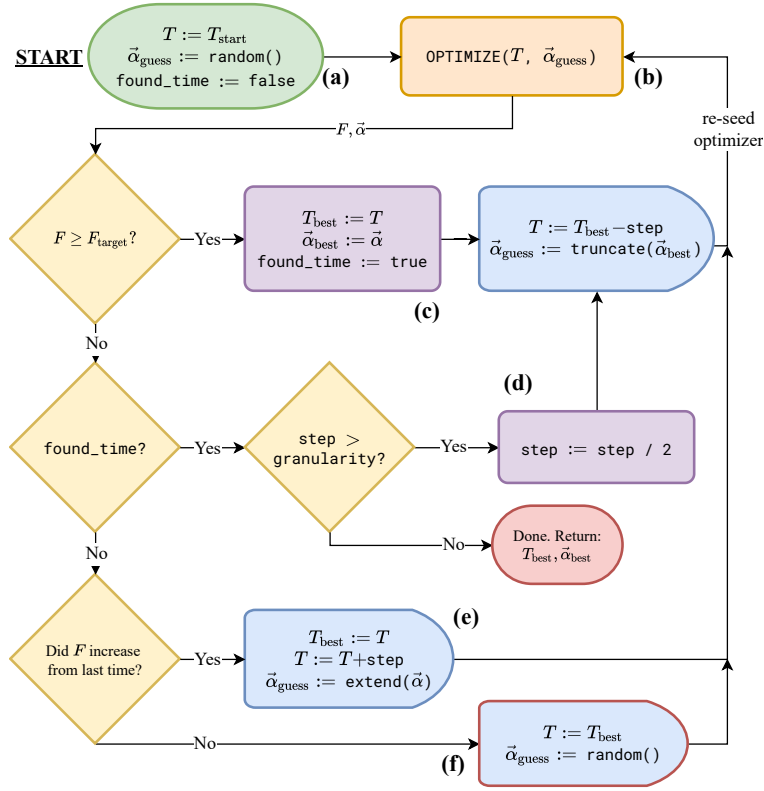 START
T := T_start
α⃗_guess := random()
found_time := false
(a)
OPTIMIZE(T, α⃗_guess)
(b)
re-seed
optimizer
F, α⃗
F ≥ F_target?
Yes
T_best := T
α⃗_best := α⃗
found_time := true
(c)
T := T_best−step
α⃗_guess := truncate(α⃗_best)
No
found_time?
Yes
step >
granularity?
Yes
(d)
step := step / 2
No
Done. Return:
T_best, α⃗_best
No
Did F increase
from last time?
Yes
(e)
T_best := T
T := T+step
α⃗_guess := extend(α⃗)
No
(f)
T := T_best
α⃗_guess := random()